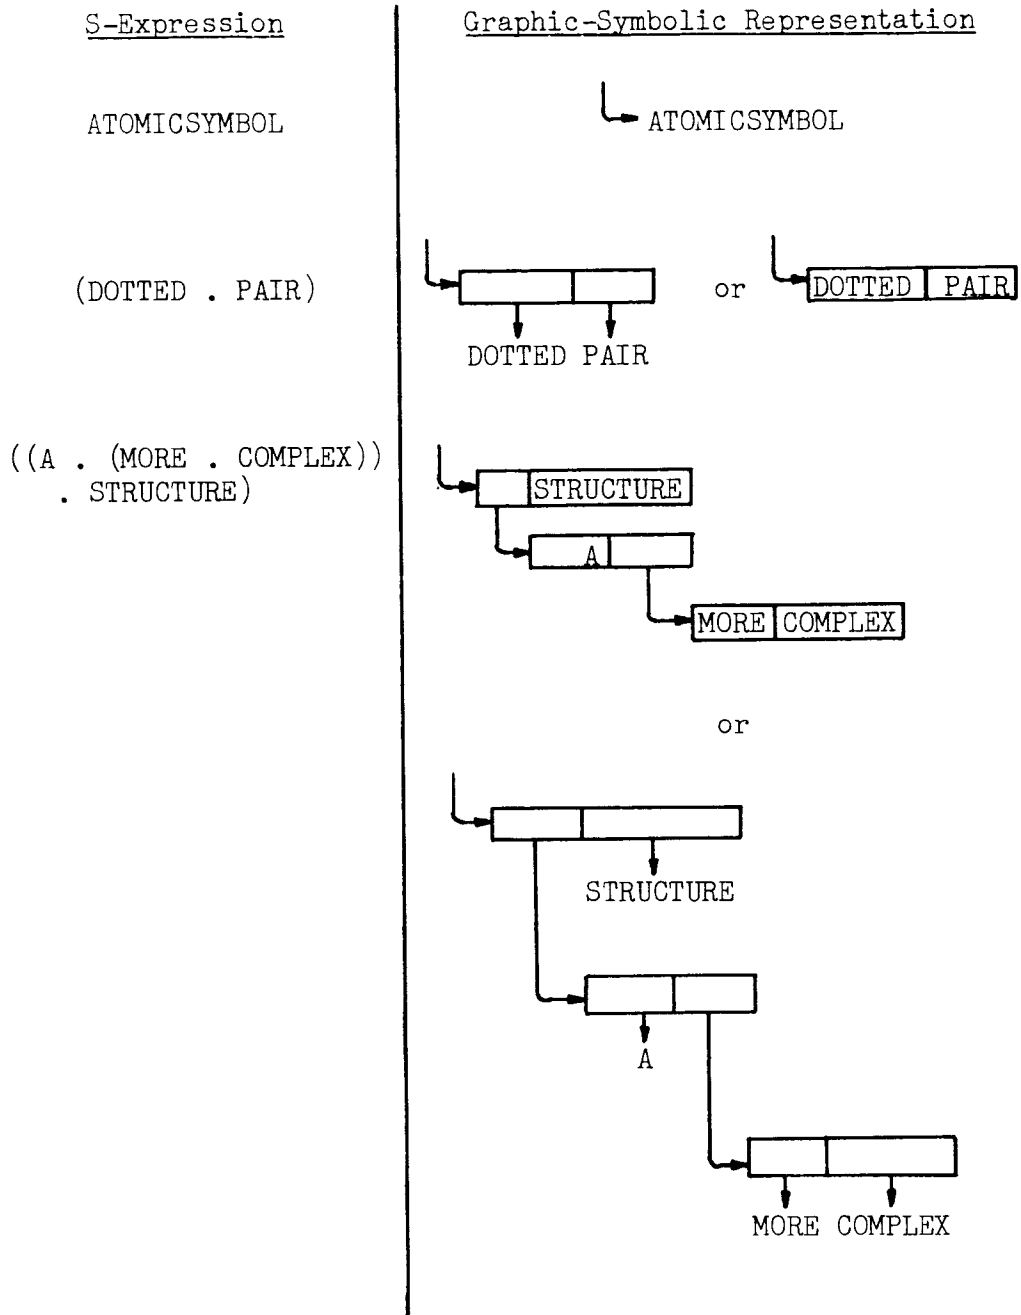 S-Expression
Graphic-Symbolic Representation
ATOMICSYMBOL
ATOMICSYMBOL
(DOTTED . PAIR)
DOTTED PAIR
or
DOTTED PAIR
((A . (MORE . COMPLEX))
. STRUCTURE)
STRUCTURE
A
MORE COMPLEX
or
STRUCTURE
A
MORE COMPLEX